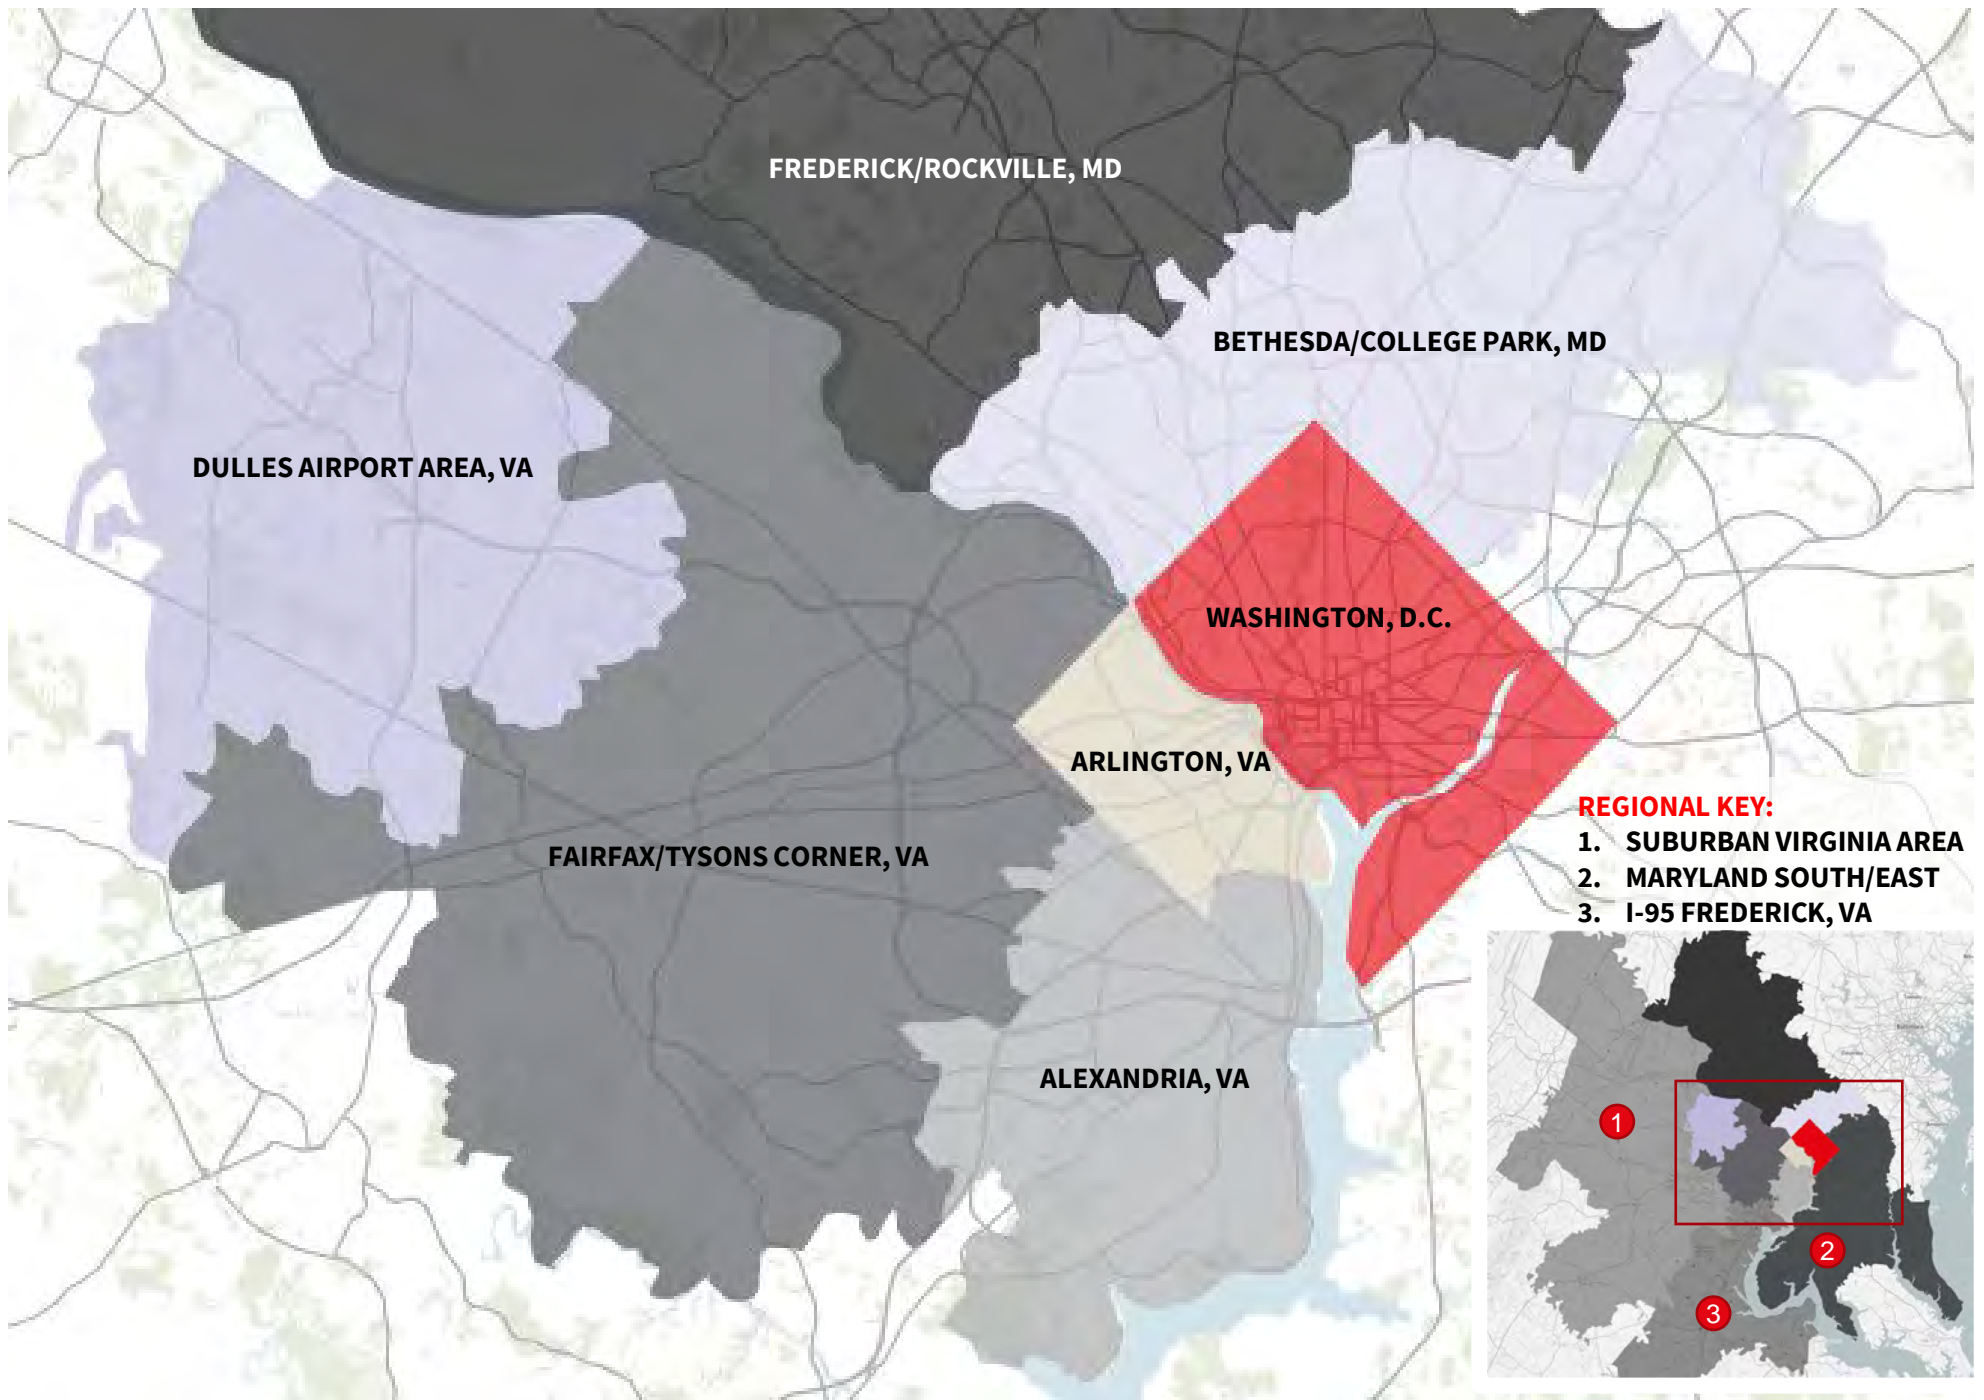 FREDERICK/ROCKVILLE, MD
BETHESDA/COLLEGE PARK, MD
DULLES AIRPORT AREA, VA
WASHINGTON, D.C.
ARLINGTON, VA
FAIRFAX/TYSONS CORNER, VA
ALEXANDRIA, VA
REGIONAL KEY:
1. SUBURBAN VIRGINIA AREA
2. MARYLAND SOUTH/EAST
3. I-95 FREDERICK, VA
1
2
3